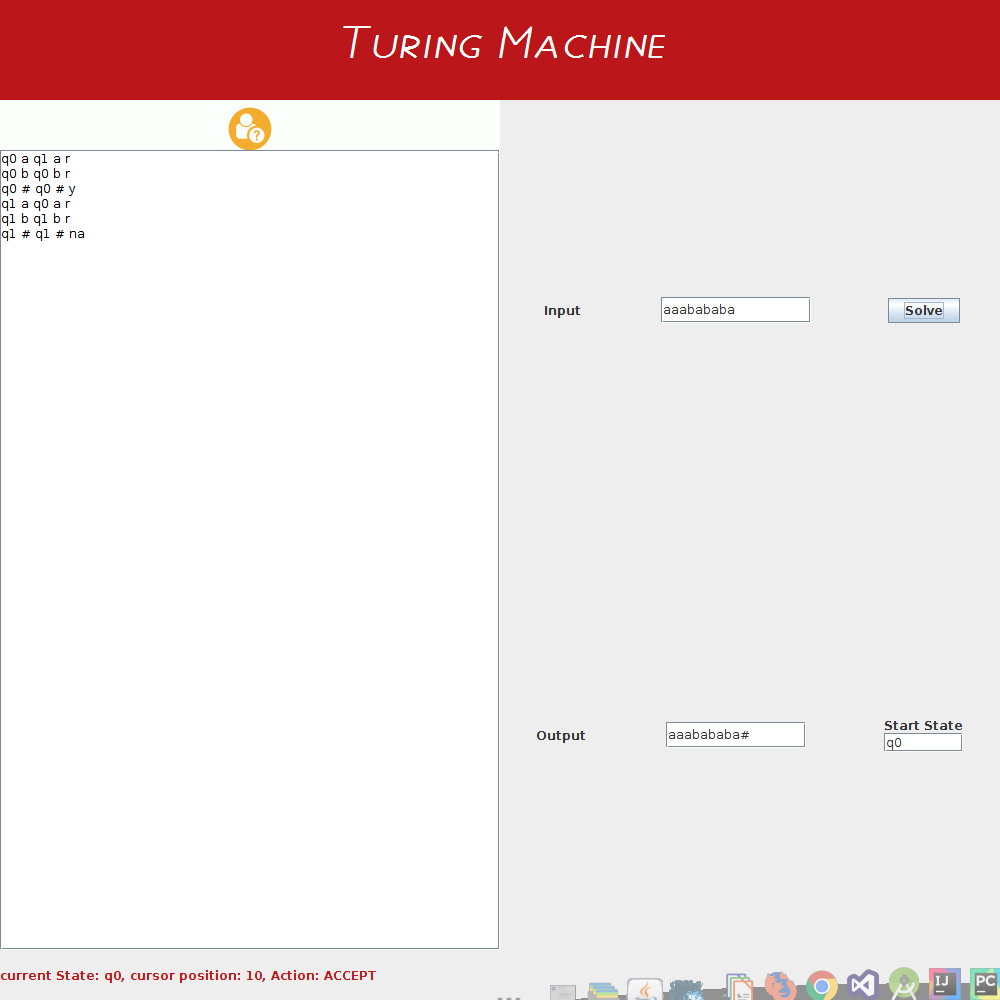 TURING MACHINE
?
q0 a q1 a r
q0 b q0 b r
q0 # q0 # y
q1 a q0 a r
q1 b q1 b r
q1 # q1 # na
Input aaabababa Solve
Start State
Output aaabababa# q0
current State: q0, cursor position: 10, Action: ACCEPT
IJ PC